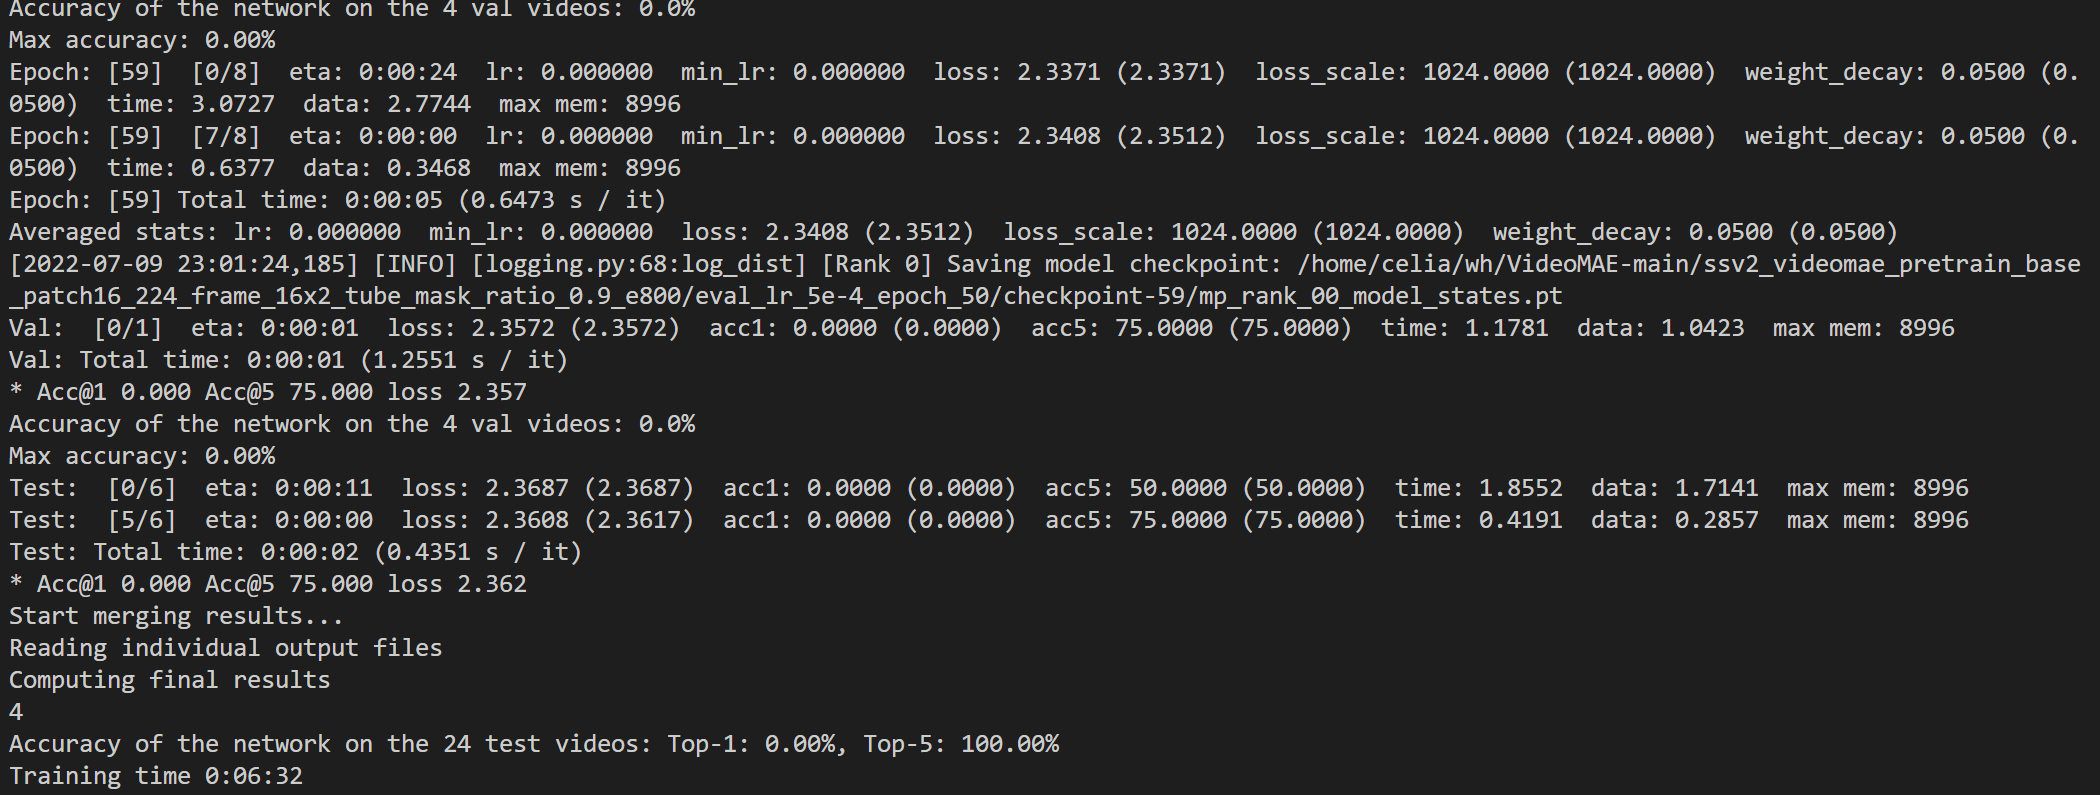 Accuracy of the network on the 4 val videos: 0.0%
Max accuracy: 0.00%
Epoch: [59]  [0/8]  eta: 0:00:24  lr: 0.000000  min_lr: 0.000000  loss: 2.3371 (2.3371)  loss_scale: 1024.0000 (1024.0000)  weight_decay: 0.0500 (0.
0500)  time: 3.0727  data: 2.7744  max mem: 8996
Epoch: [59]  [7/8]  eta: 0:00:00  lr: 0.000000  min_lr: 0.000000  loss: 2.3408 (2.3512)  loss_scale: 1024.0000 (1024.0000)  weight_decay: 0.0500 (0.
0500)  time: 0.6377  data: 0.3468  max mem: 8996
Epoch: [59] Total time: 0:00:05 (0.6473 s / it)
Averaged stats: lr: 0.000000  min_lr: 0.000000  loss: 2.3408 (2.3512)  loss_scale: 1024.0000 (1024.0000)  weight_decay: 0.0500 (0.0500)
[2022-07-09 23:01:24,185] [INFO] [logging.py:68:log_dist] [Rank 0] Saving model checkpoint: /home/celia/wh/VideoMAE-main/ssv2_videomae_pretrain_base
_patch16_224_frame_16x2_tube_mask_ratio_0.9_e800/eval_lr_5e-4_epoch_50/checkpoint-59/mp_rank_00_model_states.pt
Val:  [0/1]  eta: 0:00:01  loss: 2.3572 (2.3572)  acc1: 0.0000 (0.0000)  acc5: 75.0000 (75.0000)  time: 1.1781  data: 1.0423  max mem: 8996
Val: Total time: 0:00:01 (1.2551 s / it)
* Acc@1 0.000 Acc@5 75.000 loss 2.357
Accuracy of the network on the 4 val videos: 0.0%
Max accuracy: 0.00%
Test:  [0/6]  eta: 0:00:11  loss: 2.3687 (2.3687)  acc1: 0.0000 (0.0000)  acc5: 50.0000 (50.0000)  time: 1.8552  data: 1.7141  max mem: 8996
Test:  [5/6]  eta: 0:00:00  loss: 2.3608 (2.3617)  acc1: 0.0000 (0.0000)  acc5: 75.0000 (75.0000)  time: 0.4191  data: 0.2857  max mem: 8996
Test: Total time: 0:00:02 (0.4351 s / it)
* Acc@1 0.000 Acc@5 75.000 loss 2.362
Start merging results...
Reading individual output files
Computing final results
4
Accuracy of the network on the 24 test videos: Top-1: 0.00%, Top-5: 100.00%
Training time 0:06:32